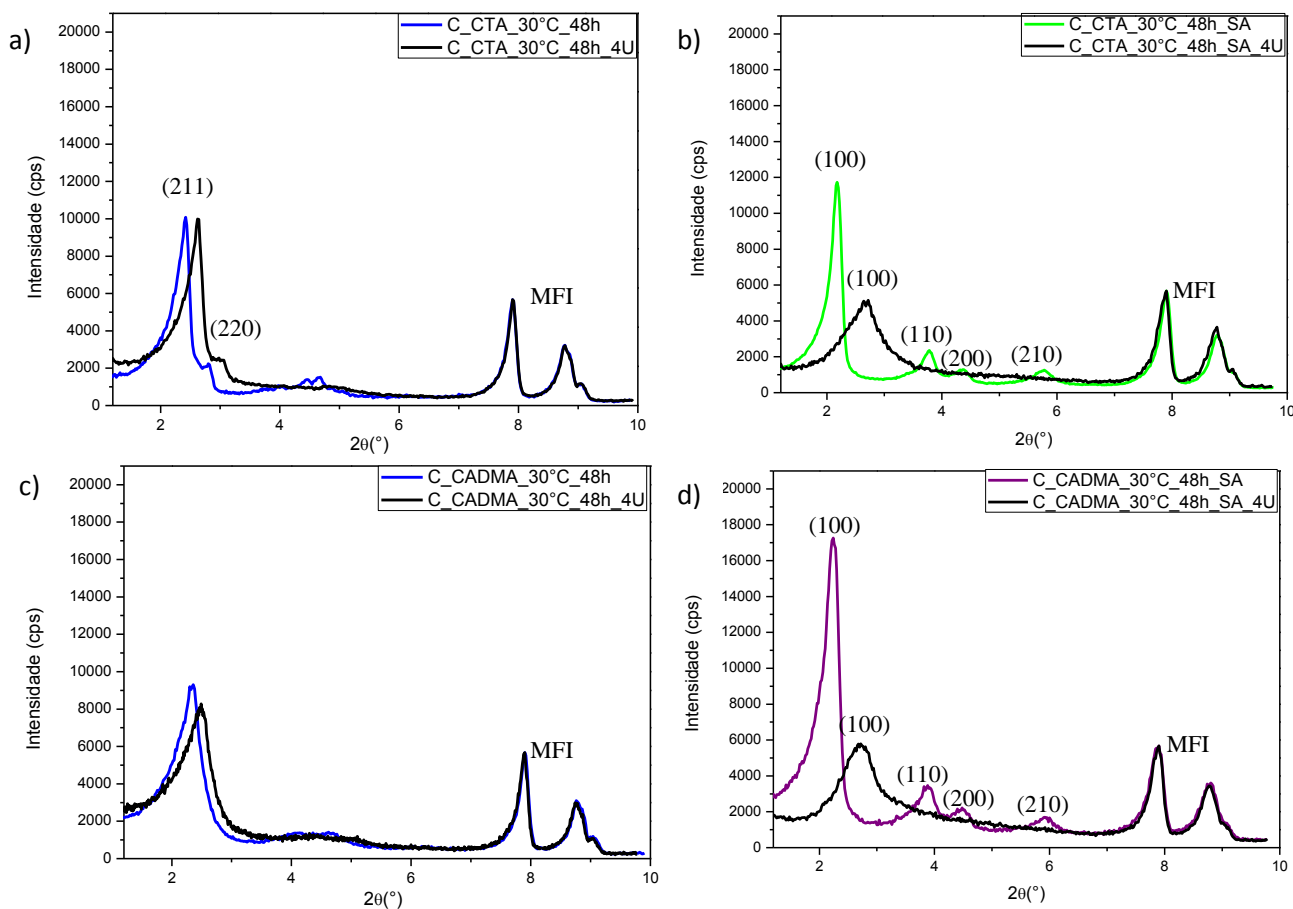 a)
C_CTA_30°C_48h
C_CTA_30°C_48h_4U
20000
18000
16000
14000
12000
10000
8000
6000
4000
2000
0
Intensidade (cps)
(211)
(220)
MFI
2 4 6 8 10
2θ(°)
b)
C_CTA_30°C_48h_SA
C_CTA_30°C_48h_SA_4U
20000
18000
16000
14000
12000
10000
8000
6000
4000
2000
0
Intensidade (cps)
(100)
(100)
(110)
(200)
(210)
MFI
2 4 6 8 10
2θ(°)
c)
C_CADMA_30°C_48h
C_CADMA_30°C_48h_4U
20000
18000
16000
14000
12000
10000
8000
6000
4000
2000
0
Intensidade (cps)
MFI
2 4 6 8 10
2θ(°)
d)
C_CADMA_30°C_48h_SA
C_CADMA_30°C_48h_SA_4U
20000
18000
16000
14000
12000
10000
8000
6000
4000
2000
0
Intensidade (cps)
(100)
(100)
(110)
(200)
(210)
MFI
2 4 6 8 10
2θ(°)